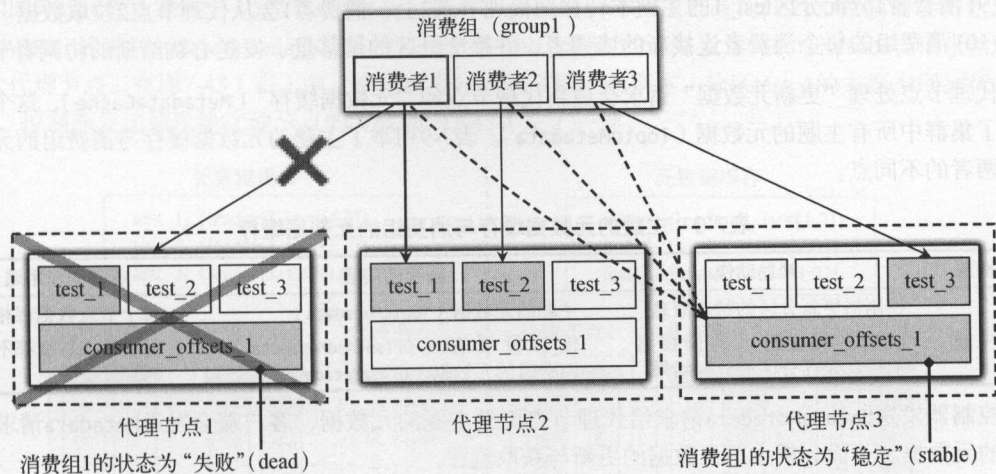 消费组（group1）
消费者1 消费者2 消费者3
test_1 test_2 test_3
consumer_offsets_1
代理节点1
消费组1的状态为“失败”（dead）
test_1 test_2 test_3
consumer_offsets_1
代理节点2
test_1 test_2 test_3
consumer_offsets_1
代理节点3
消费组1的状态为“稳定”（stable）